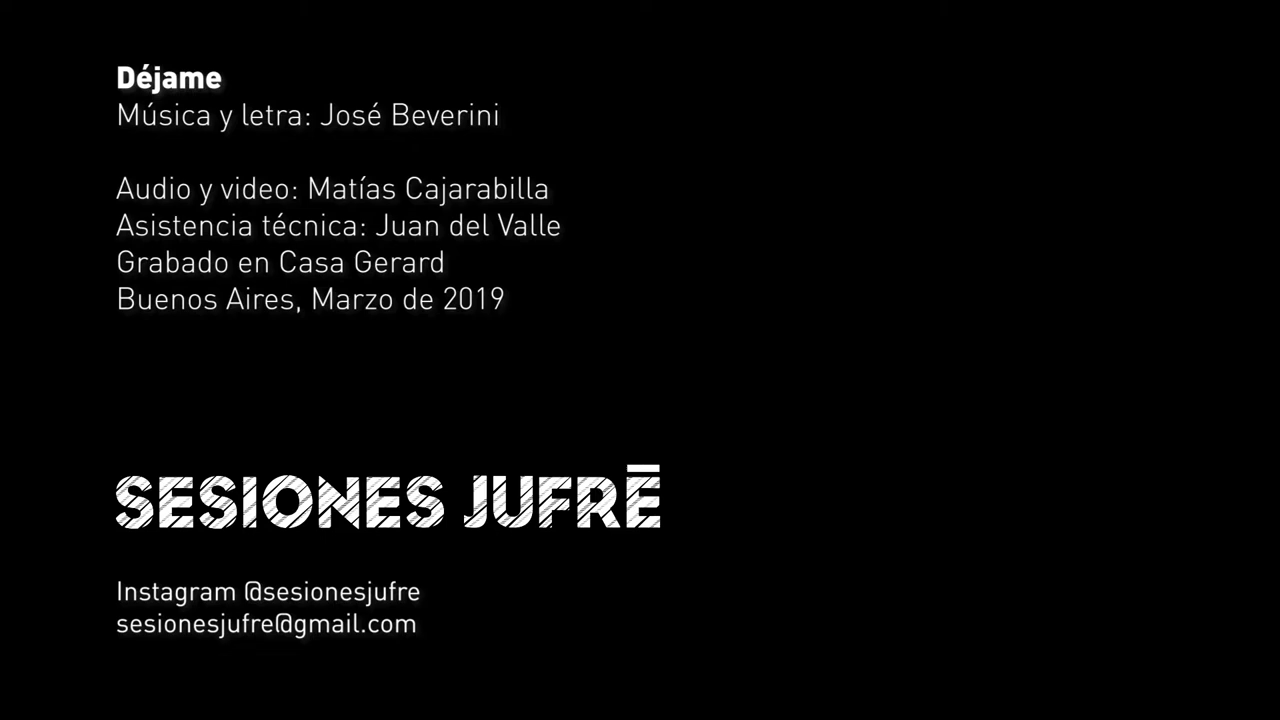 Déjame
Música y letra: José Beverini
Audio y video: Matías Cajarabilla
Asistencia técnica: Juan del Valle
Grabado en Casa Gerard
Buenos Aires, Marzo de 2019
SESIONES JUFRĒ
Instagram @sesionesjufre
sesionesjufre@gmail.com